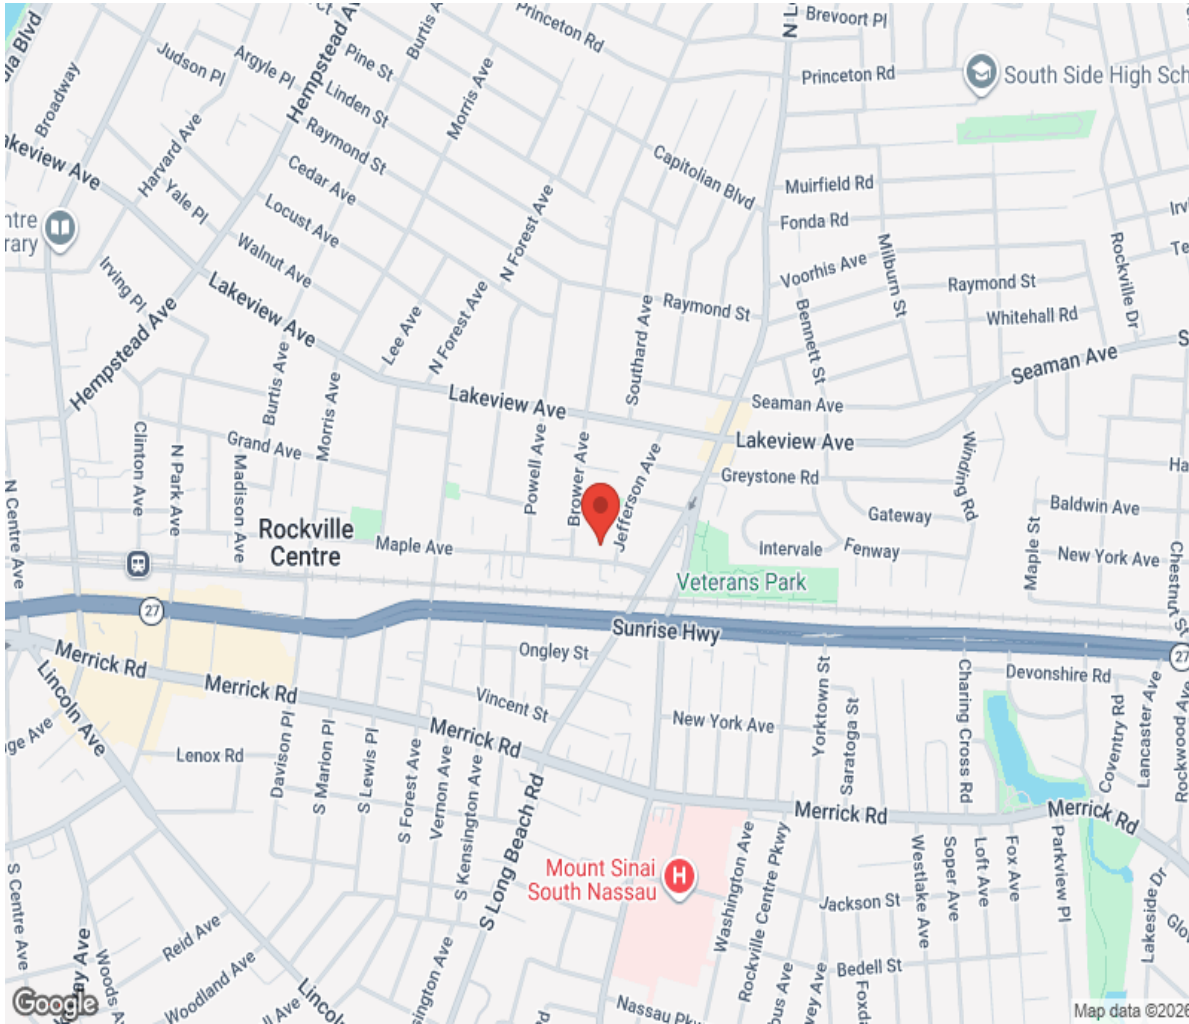 Brevoort Pl
Princeton Rd
Princeton Rd
South Side High Sch
Hempstead Av
Burtis A
Judson Pl
Argyle Pl
Pine St
Linden St
Morris Ave
Broadway
Harvard Ave
Raymond St
Capitolian Blvd
Cedar Ave
Muirfield Rd
Yale Pl
Locust Ave
N Forest Ave
Fonda Rd
Walnut Ave
Milburn St
Rockville Dr
Voorhis Ave
Raymond St
Irving Pl
Lakeview Ave
Hempstead Ave
Lee Ave
N Forest Ave
Southard Ave
Raymond St
Bennett St
Whitehall Rd
Seaman Ave
Burtis Ave
Morris Ave
Lakeview Ave
Seaman Ave
Lakeview Ave
Clinton Ave
N Park Ave
Madison Ave
Grand Ave
Powell Ave
Brower Ave
Jefferson Ave
Greystone Rd
Winping Rd
N Centre Ave
Rockville
Centre
Maple Ave
Gateway
Baldwin Ave
Intervale
Fenway
Maple St
New York Ave
Chestnut St
Veterans Park
27
Sunrise Hwy
27
Merrick Rd
Ongley St
Merrick Rd
Vincent St
New York Ave
Yorktown St
Saratoga St
Charing Cross Rd
Devonshire Rd
Coventry Rd
Lancaster Ave
Rockwood Ave
Lincoln Ave
Lenox Rd
Davison Pl
S Marion Pl
S Lewis Pl
S Forest Ave
Vernon Ave
S Kensington Ave
Merrick Rd
S Long Beach Rd
Merrick Rd
Merrick Rd
Mount Sinai
South Nassau
H
Washington Ave
Rockville Centre Pkwy
Jackson St
Westlake Ave
Soper Ave
Loft Ave
Fox Ave
Parkview Pl
Lakeside Dr
S Centre Ave
Reid Ave
Woodland Ave
Bedell St
Nassau Pk
Google
Map data ©2026